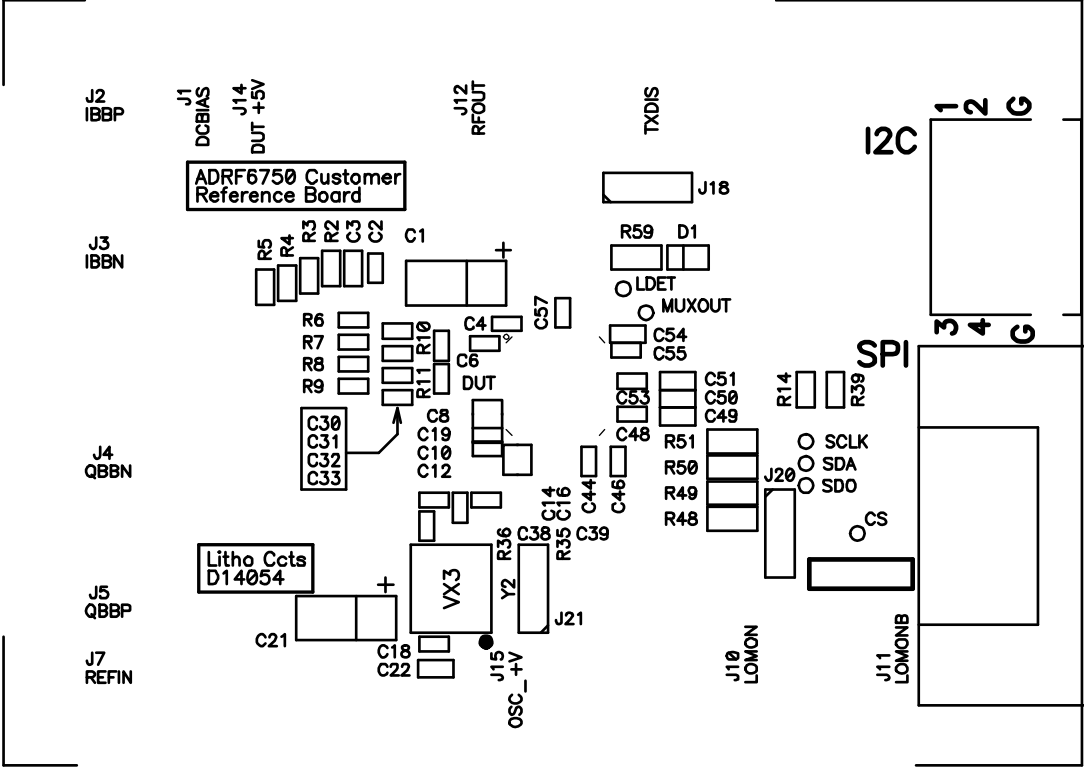 J2
IBBP
J1
DCBIAS
J14
DUT +5V
J12
RFOUT
TXDIS
1
2
G
I2C
ADRF6750 Customer
Reference Board
J18
J3
IBBN
R5
R4
R3
R2
C3
C2
C1
+
R59
D1
LDET
MUXOUT
3
4
G
R6
R7
R8
R9
R10
R11
C4
C6
C57
C54
C55
SPI
DUT
C53
C51
C50
C49
C48
R14
R39
C30
C31
C32
C33
C8
C19
C10
C12
R51
R50
R49
R48
J20
SCLK
SDA
SDO
CS
J4
QBBN
C44
C46
C14
C16
R36
C38
R35
C39
Litho Ccts
D14054
+
VX3
Y2
J21
J5
QBBP
C21
C18
C22
J15
OSC_+V
J10
LOMON
J11
LOMONB
J7
REFIN